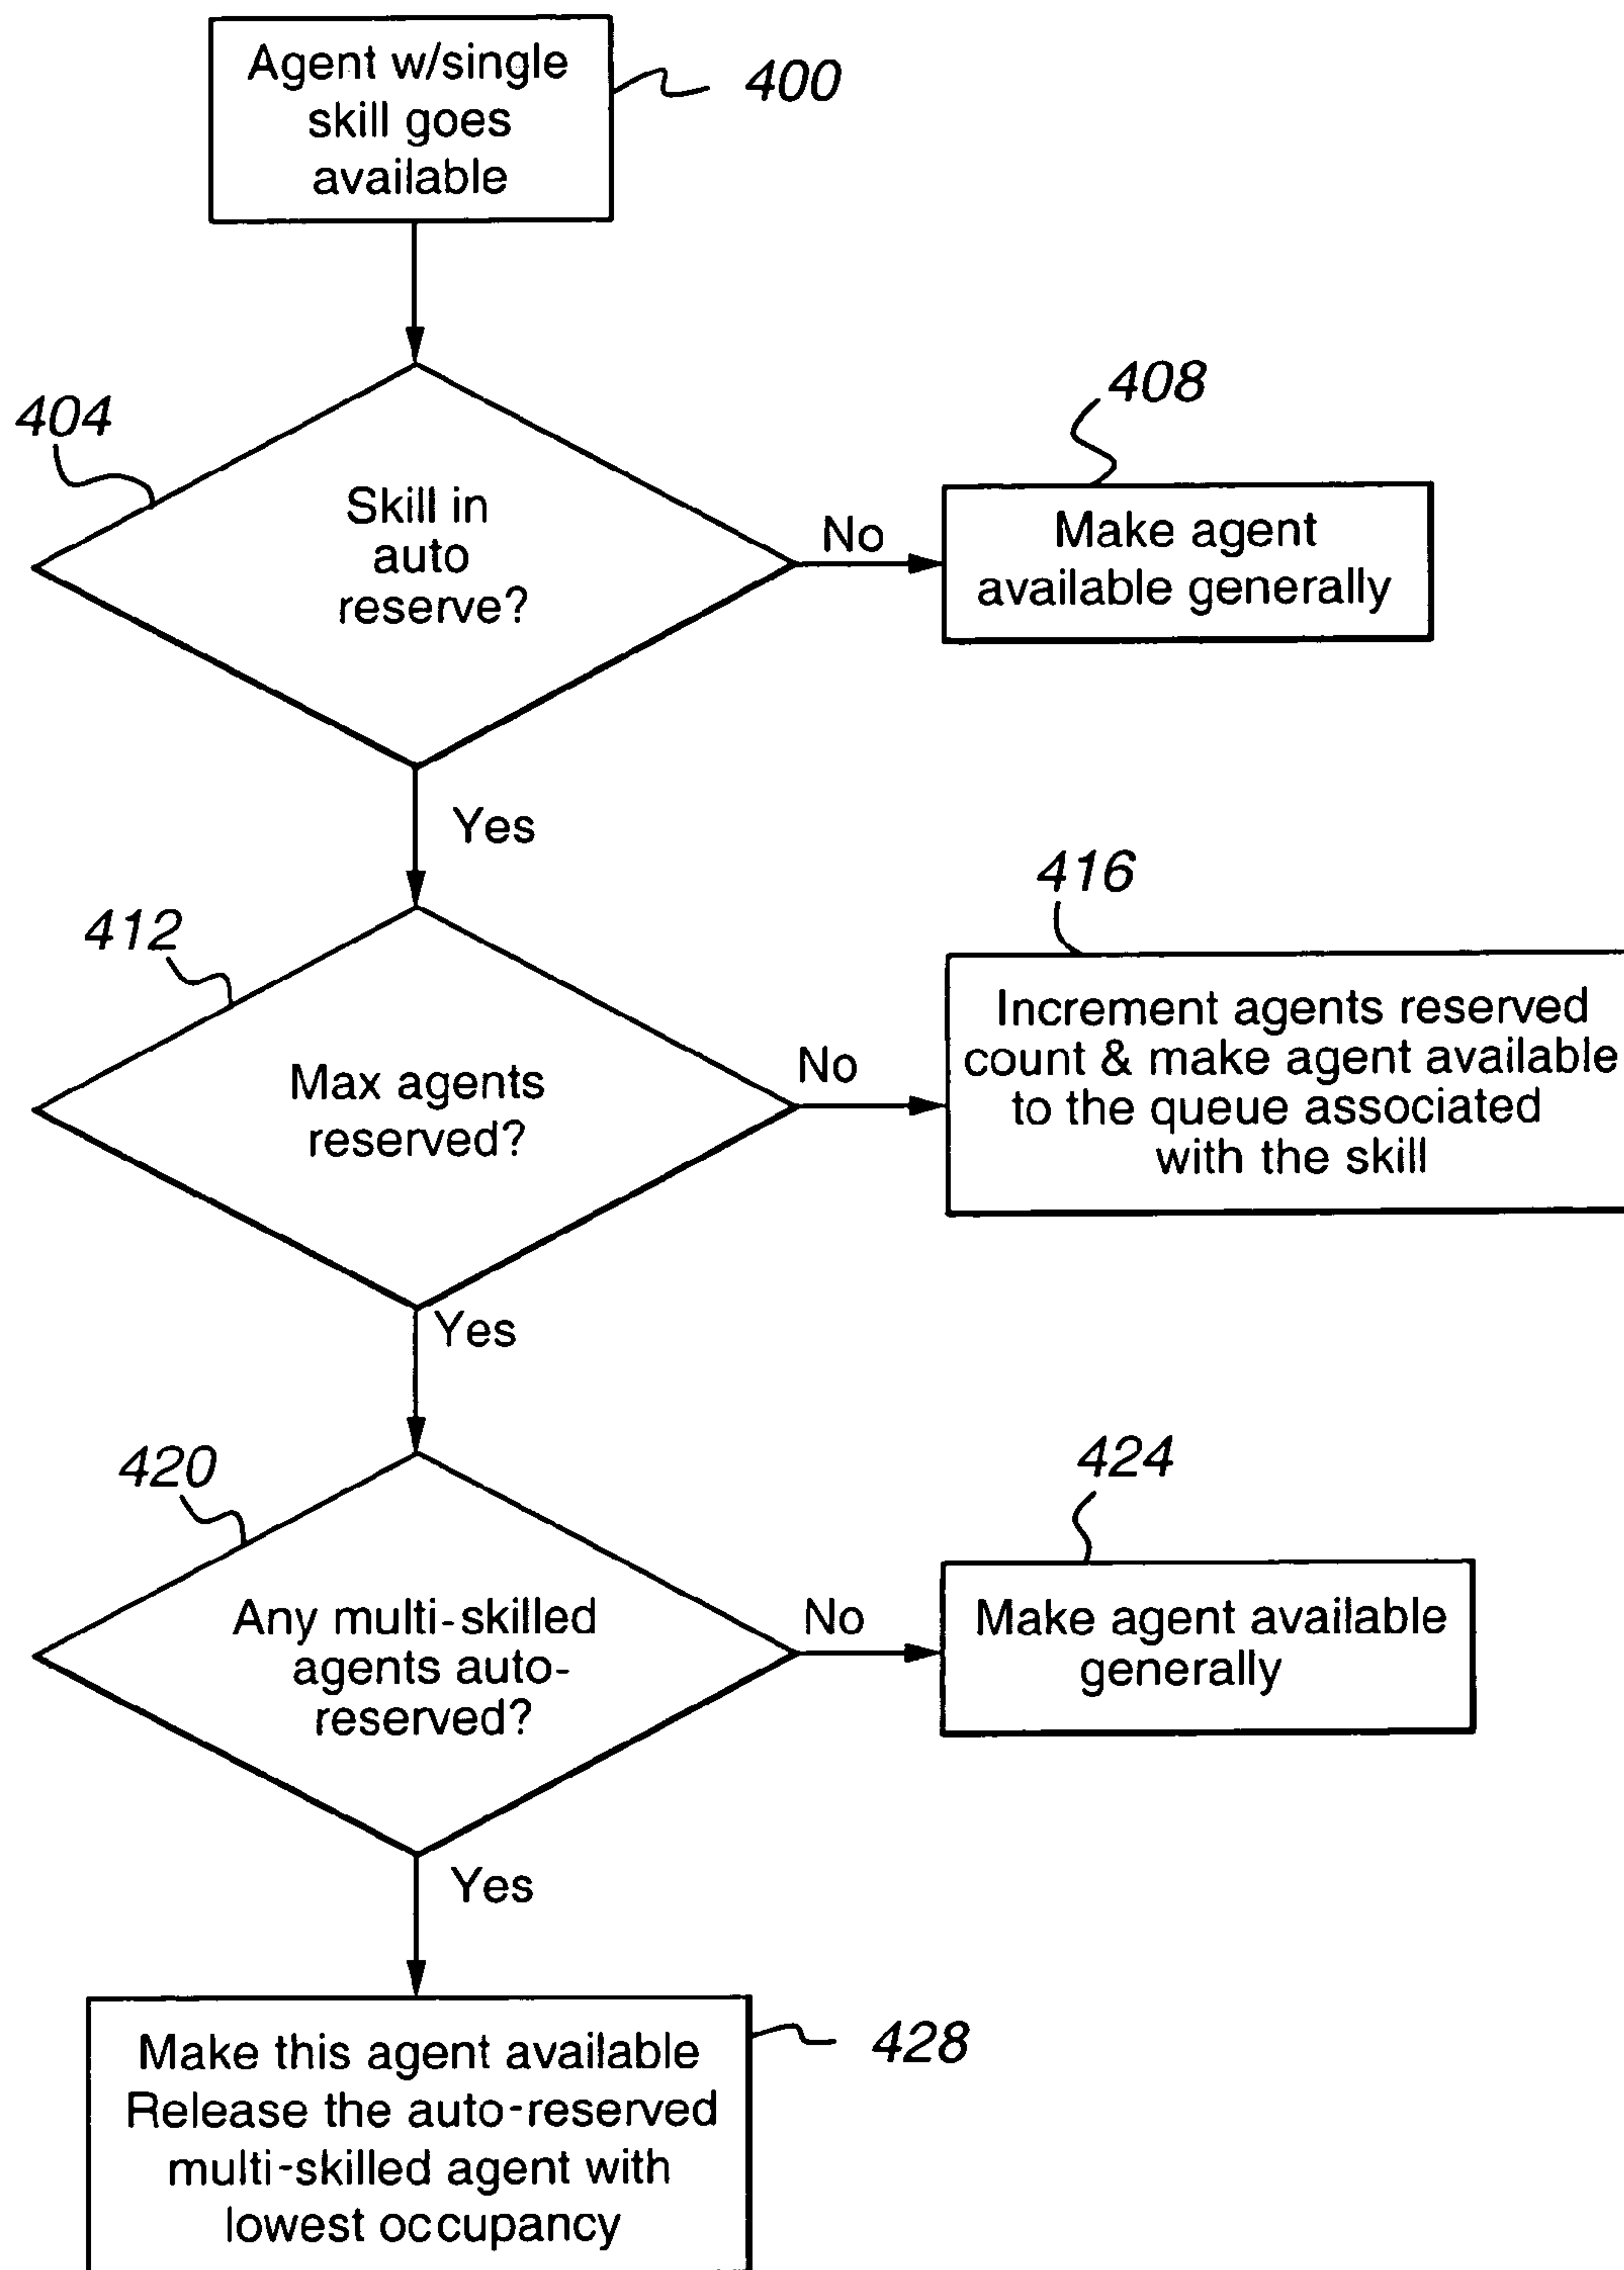 Agent w/single
skill goes
available
400
404
Skill in
auto
reserve?
No
408
Make agent
available generally
Yes
412
Max agents
reserved?
No
416
Increment agents reserved
count & make agent available
to the queue associated
with the skill
Yes
420
Any multi-skilled
agents auto-
reserved?
No
424
Make agent available
generally
Yes
Make this agent available
Release the auto-reserved
multi-skilled agent with
lowest occupancy
428